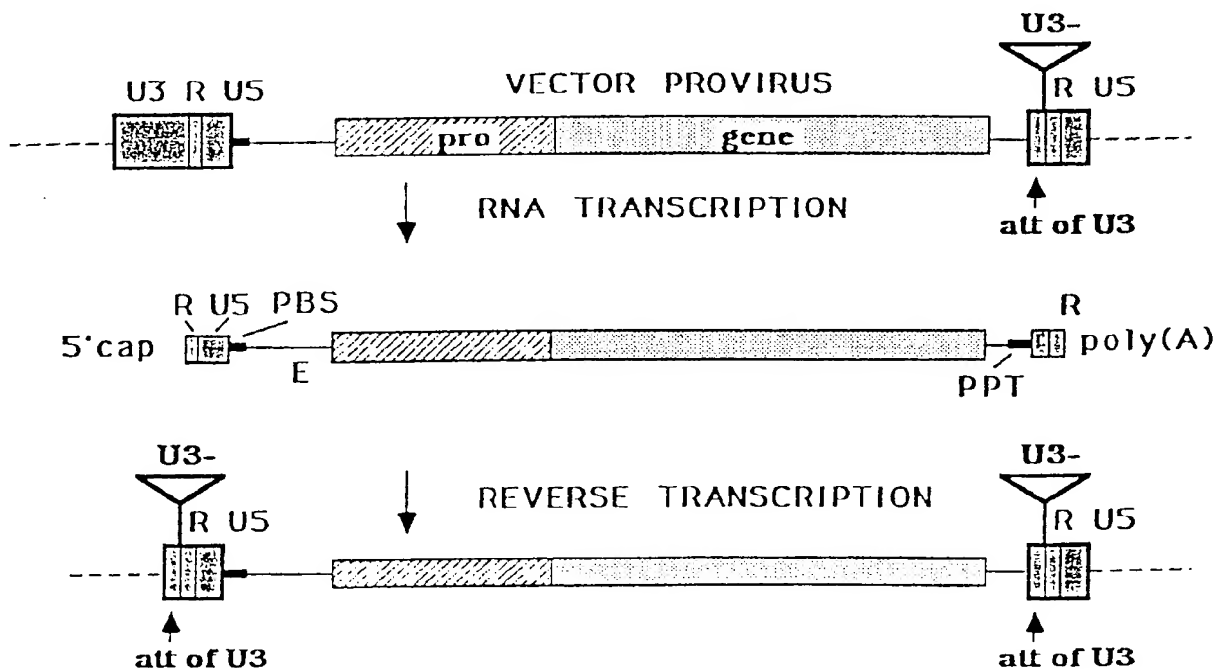 U3-
U3 R U5 VECTOR PROVIRUS R U5
pro gene
RNA TRANSCRIPTION att of U3
R U5 PBS R
5'cap poly(A)
E PPT
U3- U3-
R U5 REVERSE TRANSCRIPTION R U5
att of U3 att of U3